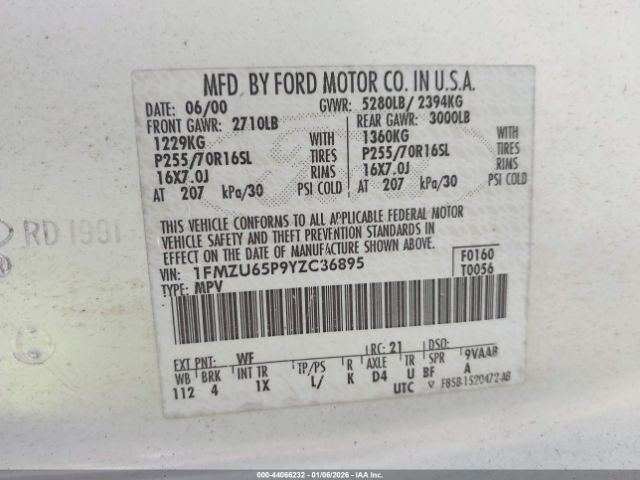 MFD. BY FORD MOTOR CO. IN U.S.A.
DATE: 06/00 GVWR: 5280LB/ 2394KG
FRONT GAWR: 2710LB REAR GAWR: 3000LB
1229KG WITH 1360KG WITH
P255/70R16SL TIRES P255/70R16SL TIRES
16X7.0J RIMS 16X7.0J RIMS
AT 207 kPa/30 PSI COLD AT 207 kPa/30 PSI COLD
THIS VEHICLE CONFORMS TO ALL APPLICABLE FEDERAL MOTOR
VEHICLE SAFETY AND THEFT PREVENTION STANDARDS
IN EFFECT ON THE DATE OF MANUFACTURE SHOWN ABOVE.
VIN: 1FMZU65P9YZC36895 F0160
TYPE: MPV T0056
RD 1991
EXT PNT: WF RC: 21 DSO:
WB BRK INT TR TP/PS R AXLE TR SPR 9VAAB
112 4 1X L/ K D4 U BF A
UTC F85B-1520472-AB
000-44066232 - 01/06/2026 - IAAI.COM